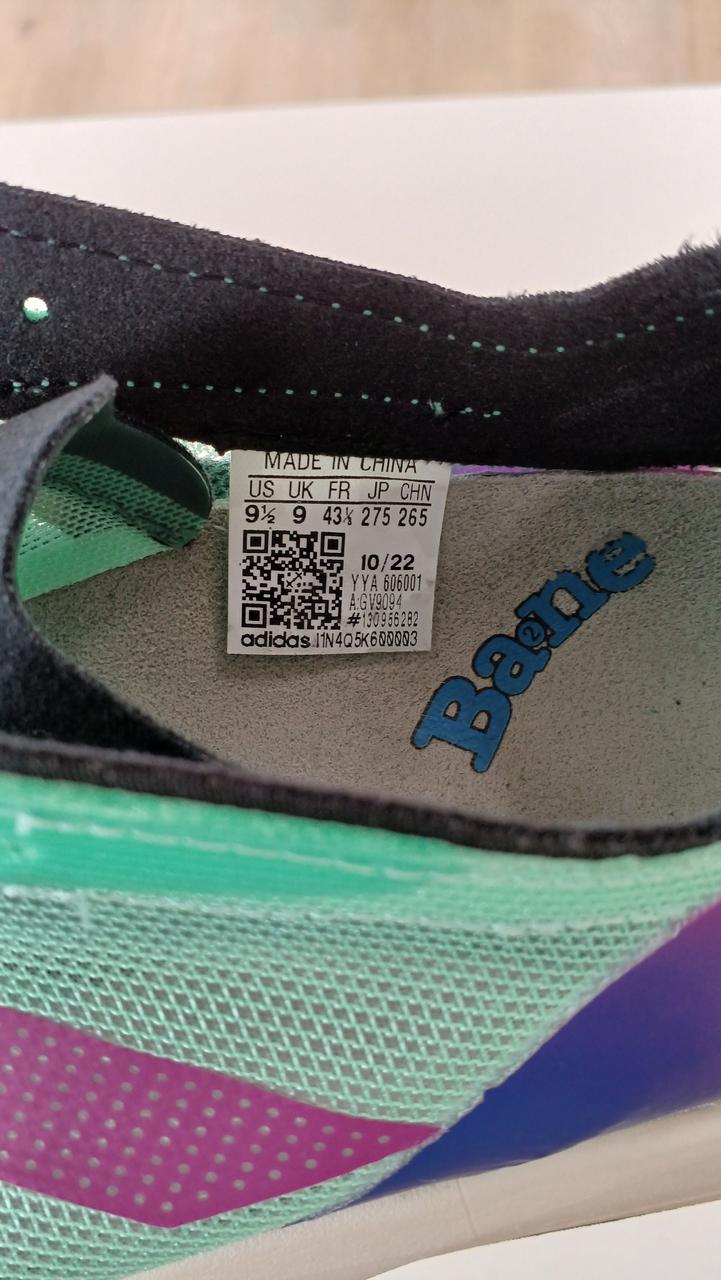 MADE IN CHINA
US UK FR JP CHN
9½ 9 43⅓ 275 265
10/22
YYA 606001
A:GV9094
#130956282
adidas I1N4Q5K600003
Ba2ne